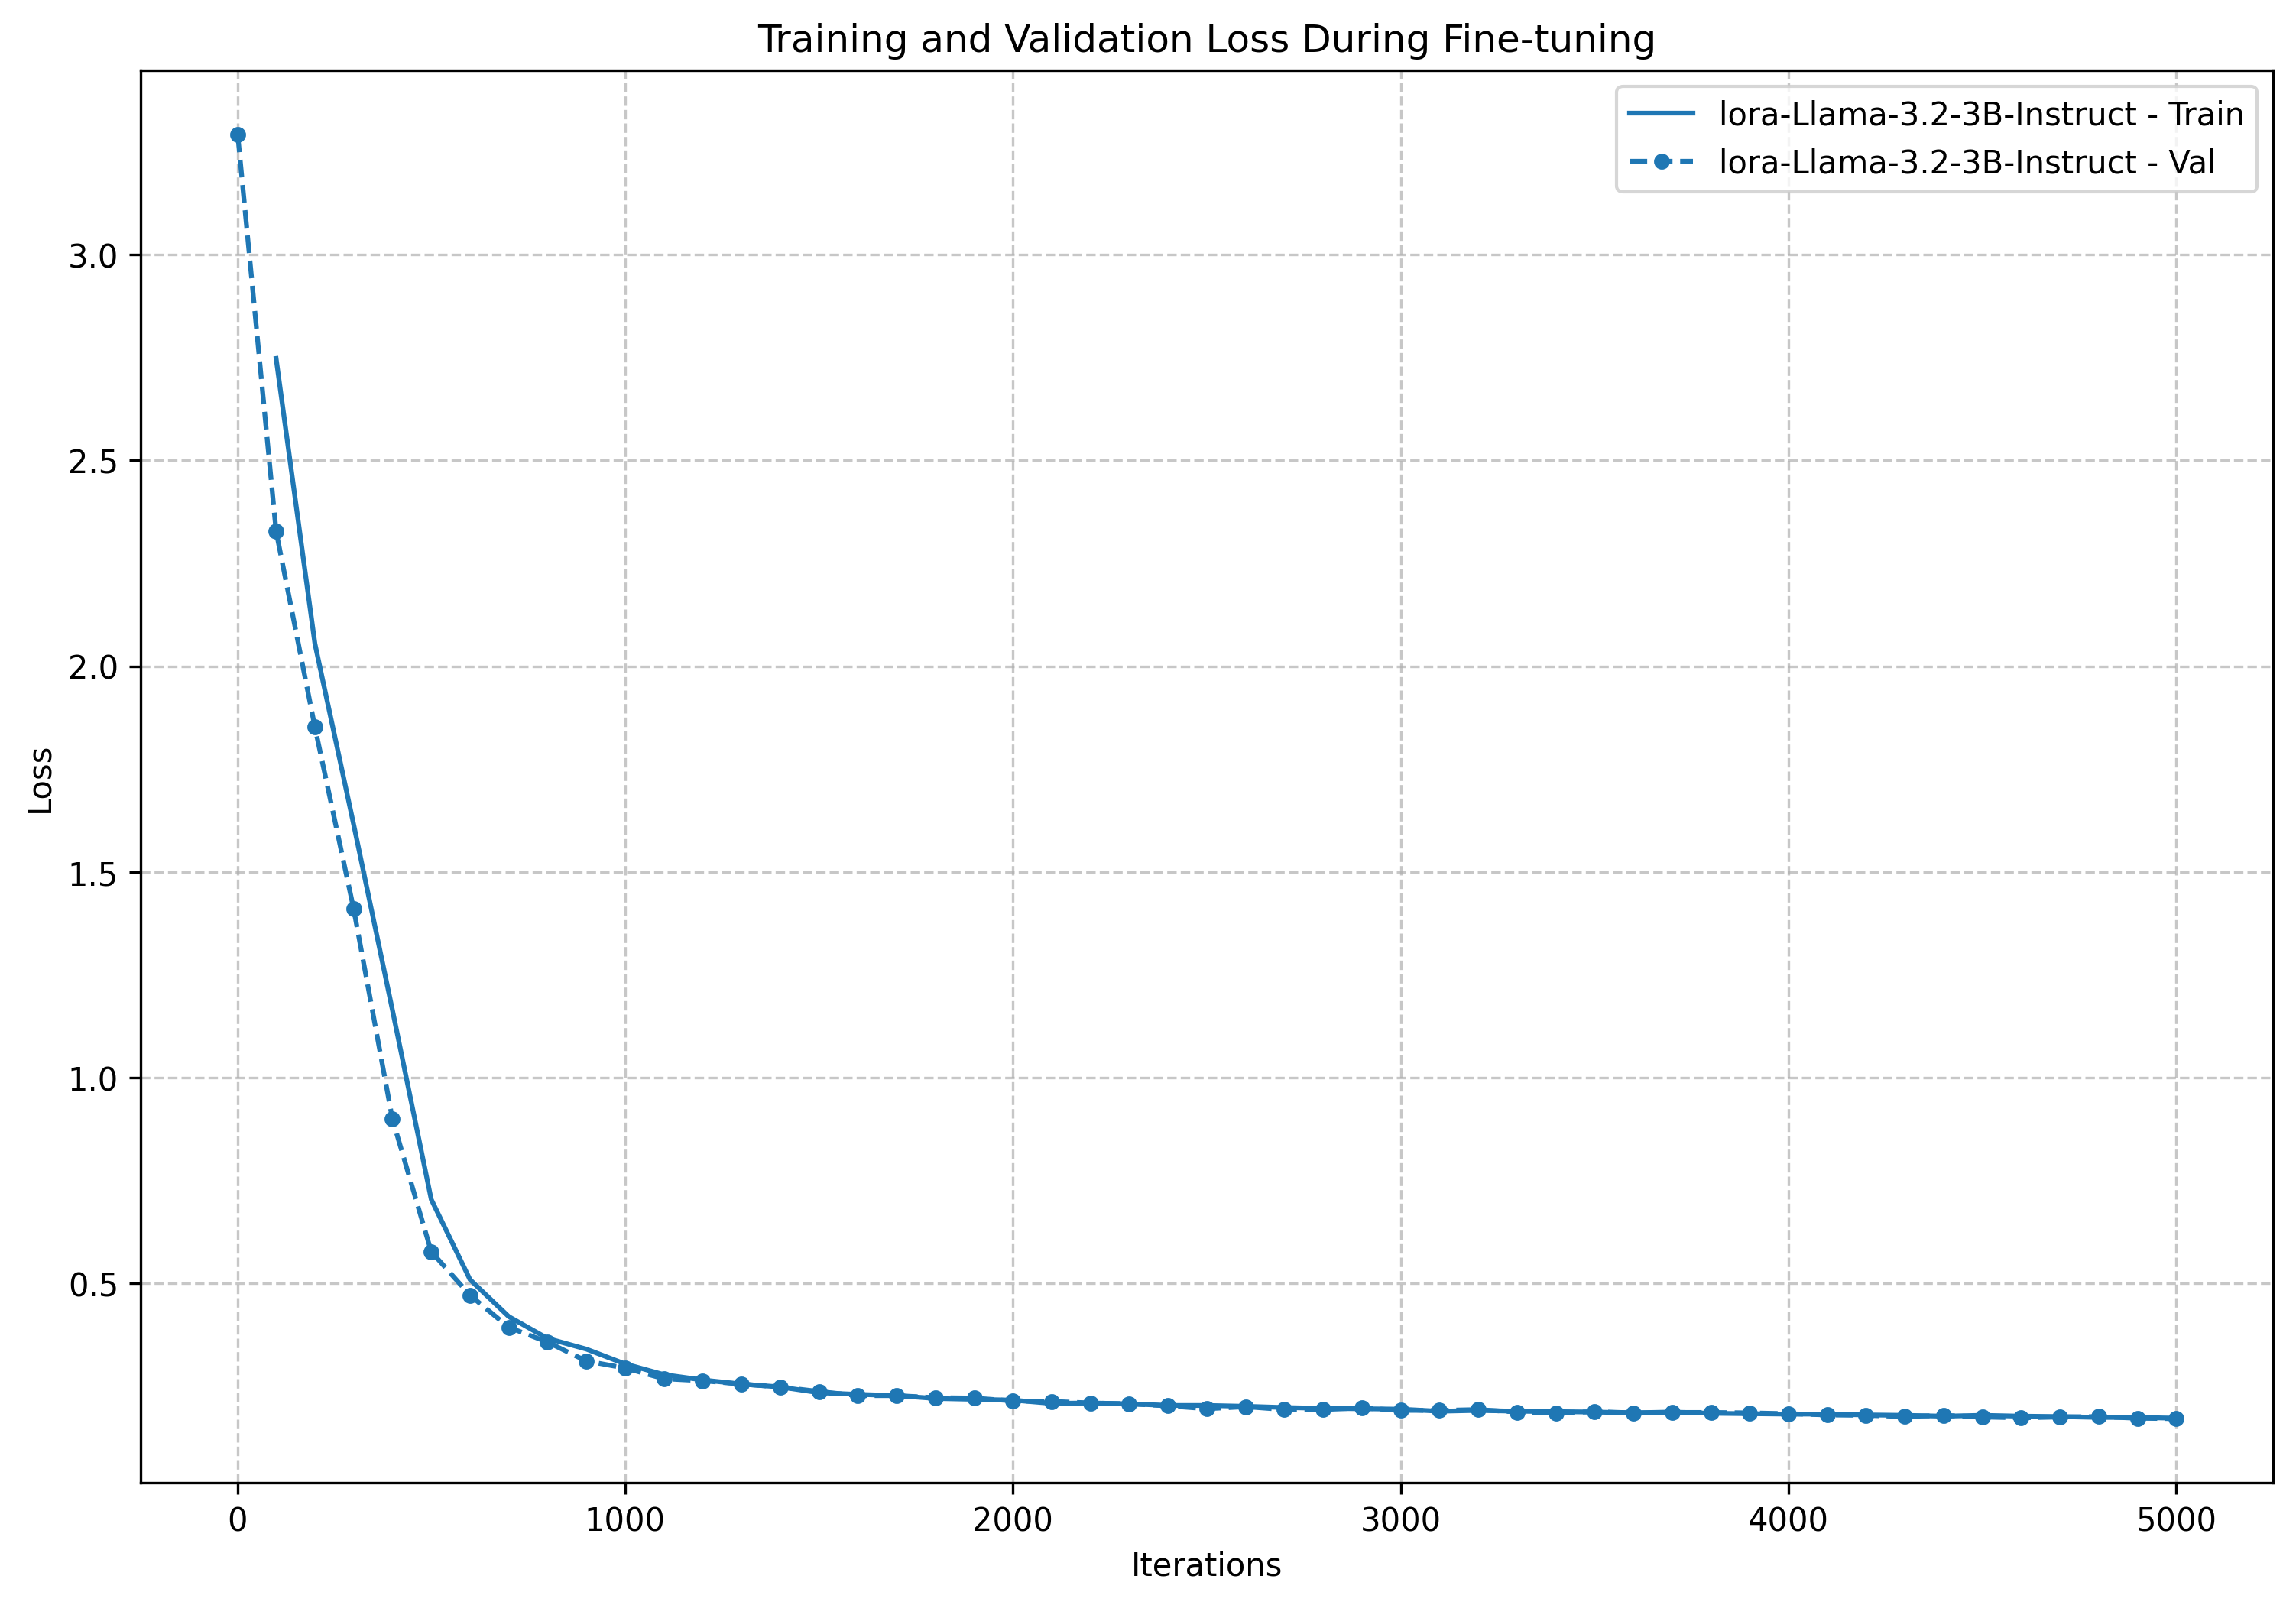 Training and Validation Loss During Fine-tuning
lora-Llama-3.2-3B-Instruct - Train
lora-Llama-3.2-3B-Instruct - Val
Loss
3.0
2.5
2.0
1.5
1.0
0.5
0 1000 2000 3000 4000 5000
Iterations